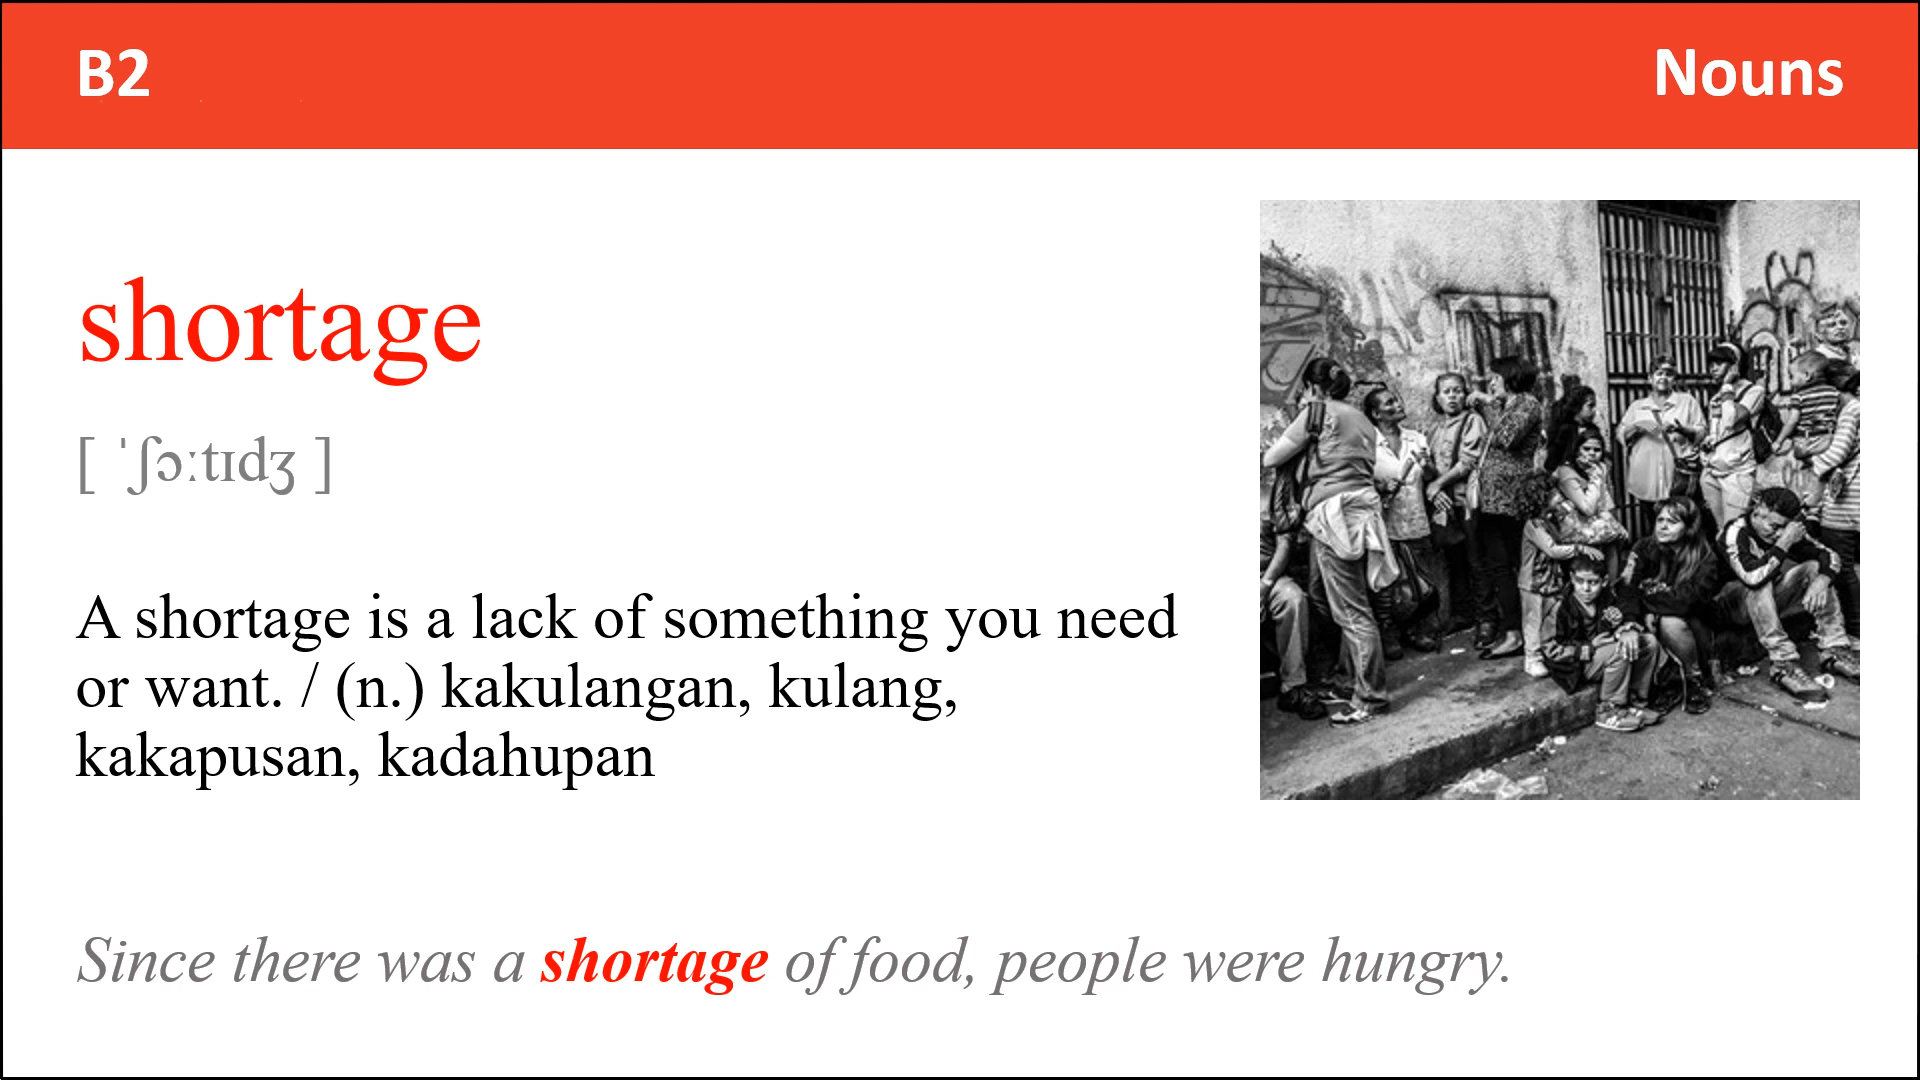 B2
Nouns
shortage
[ ˈʃɔːtɪdʒ ]
A shortage is a lack of something you need
or want. / (n.) kakulangan, kulang,
kakapusan, kadahupan
Since there was a shortage of food, people were hungry.